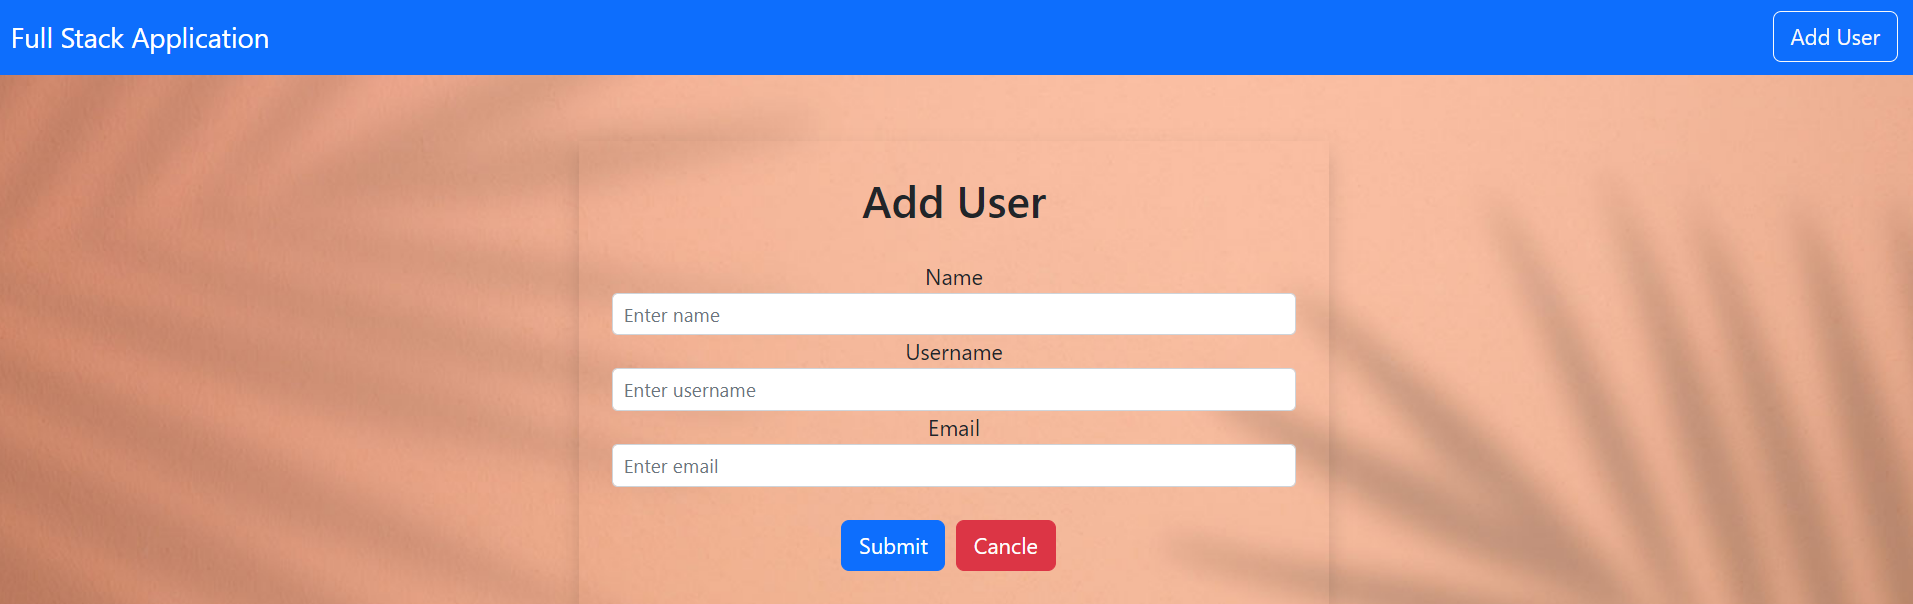 Full Stack Application
Add User
Add User
Name
Enter name
Username
Enter username
Email
Enter email
Submit Cancle